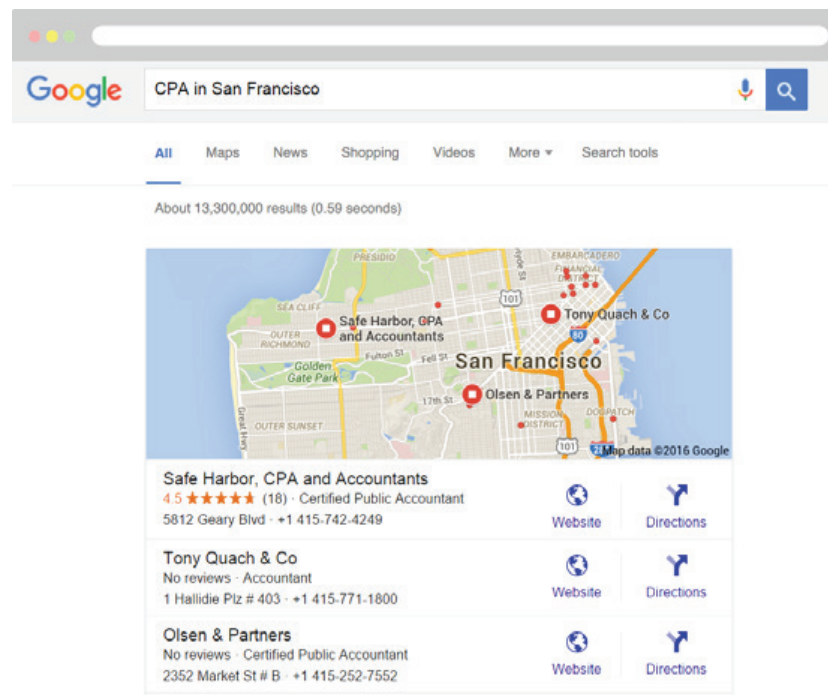 Google
CPA in San Francisco
All Maps News Shopping Videos More Search tools
About 13,300,000 results (0.59 seconds)
PRESIDIO
Hyde St
EMBARCADERO
FINANCIAL
DISTRICT
101
SEA CLIFF
Safe Harbor, CPA
and Accountants
Tony Quach & Co
OUTER
RICHMOND
80
Fulton St
Fell St
San Francisco
Golden
Gate Park
17th St
Olsen & Partners
Great Hwy
OUTER SUNSET
MISSION
DISTRICT
DOGPATCH
101
Map data ©2016 Google
Safe Harbor, CPA and Accountants
4.5 ★★★★★ (18) · Certified Public Accountant
5812 Geary Blvd · +1 415-742-4249
Website
Directions
Tony Quach & Co
No reviews · Accountant
1 Hallidie Plz # 403 · +1 415-771-1800
Website
Directions
Olsen & Partners
No reviews · Certified Public Accountant
2352 Market St # B · +1 415-252-7552
Website
Directions